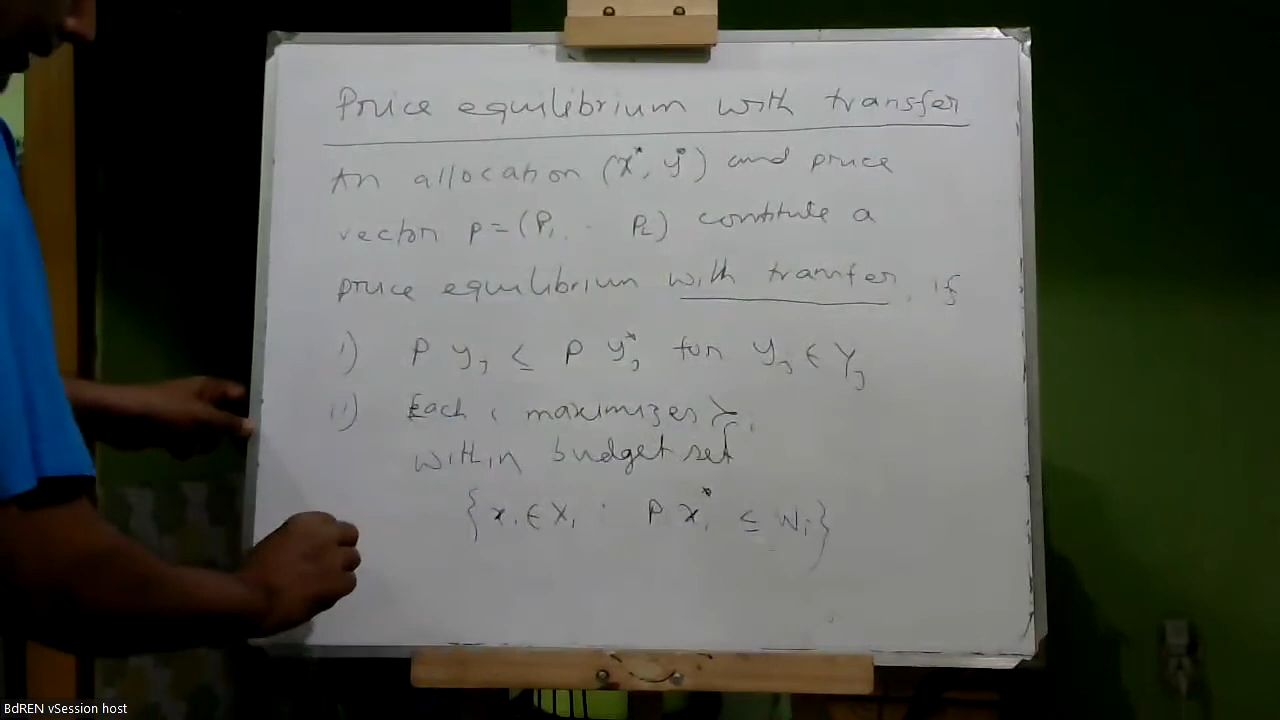 Price equilibrium with transfer
An allocation (x*, y*) and price
vector p = (P₁ . . P_L) constitute a
price equilibrium with transfer, if
i) P yⱼ ≤ P yⱼ* for yⱼ ∈ Yⱼ
ii) Each i maximizes ≿ᵢ
within budget set
{xᵢ ∈ Xᵢ : P xᵢ* ≤ Wᵢ}
BdREN vSession host